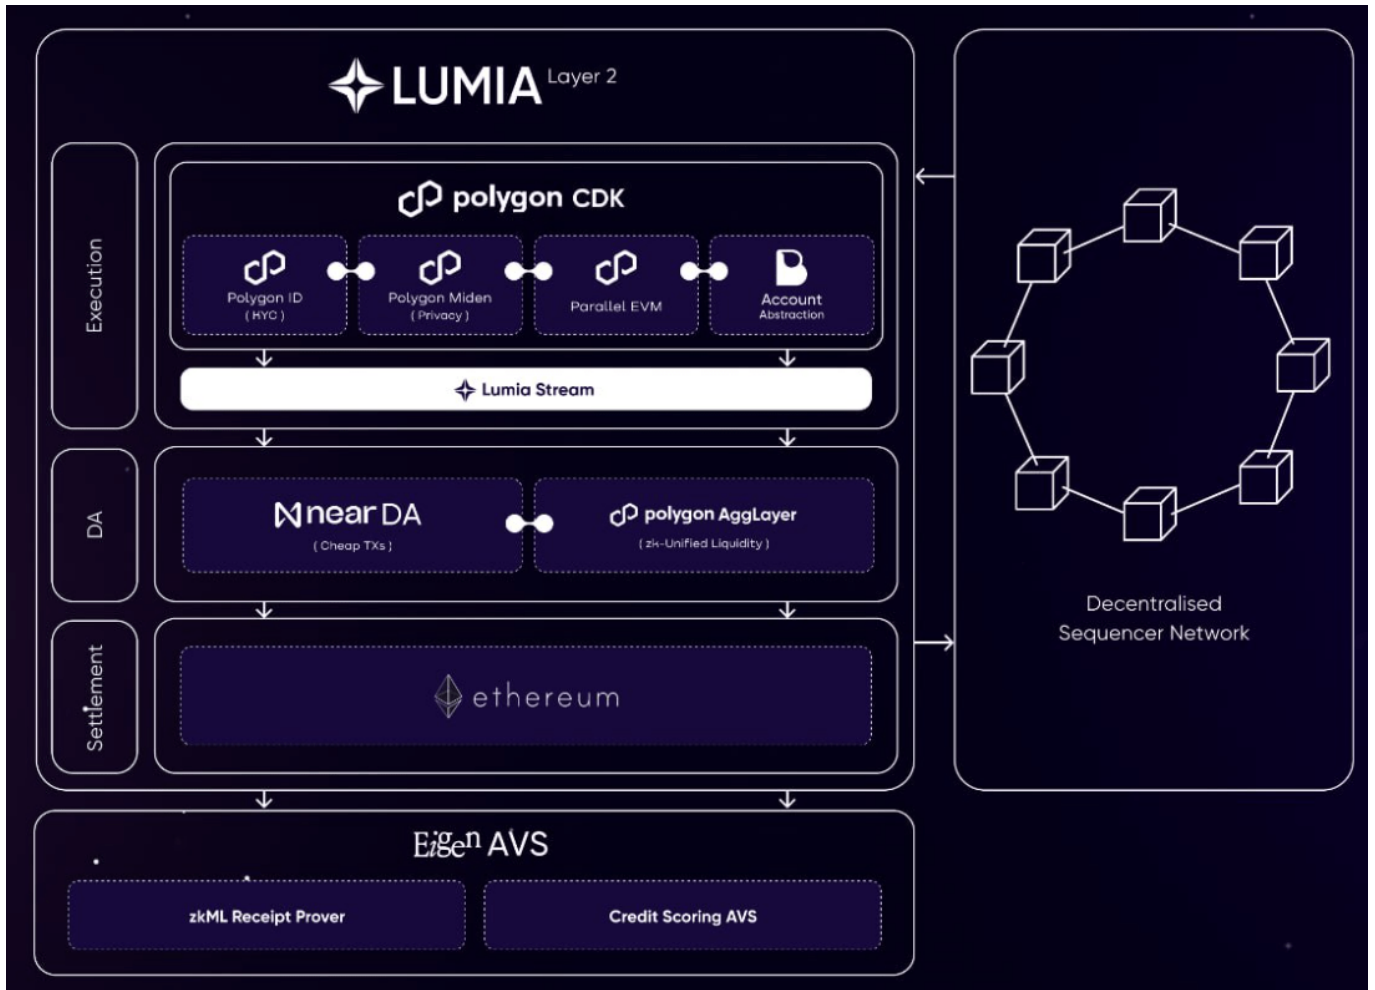 LUMIA Layer 2
Execution
polygon CDK
Polygon ID
( KYC )
Polygon Miden
( Privacy )
Parallel EVM
Account
Abstraction
Lumia Stream
DA
near DA
( Cheap TXs )
polygon AggLayer
( zk-Unified Liquidity )
Settlement
ethereum
Decentralised
Sequencer Network
Eigen AVS
zkML Receipt Prover
Credit Scoring AVS